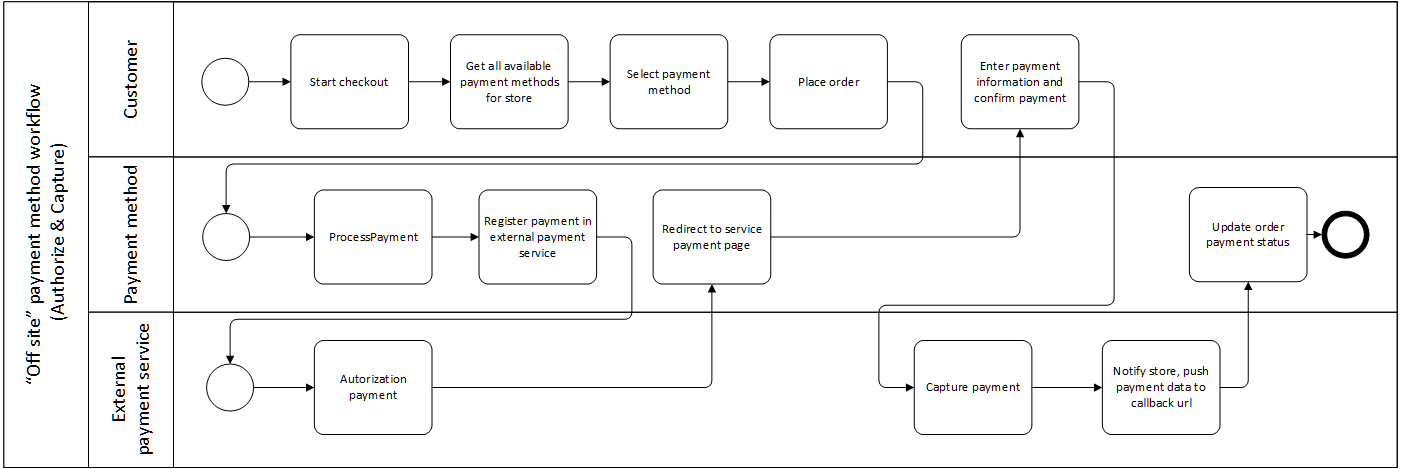 “Off site” payment method workflow
(Authorize & Capture)
Customer
Start checkout
Get all available
payment methods
for store
Select payment
method
Place order
Enter payment
information and
confirm payment
Payment method
ProcessPayment
Register payment in
external payment
service
Redirect to service
payment page
Update order
payment status
External
payment service
Autorization
payment
Capture payment
Notify store, push
payment data to
callback url